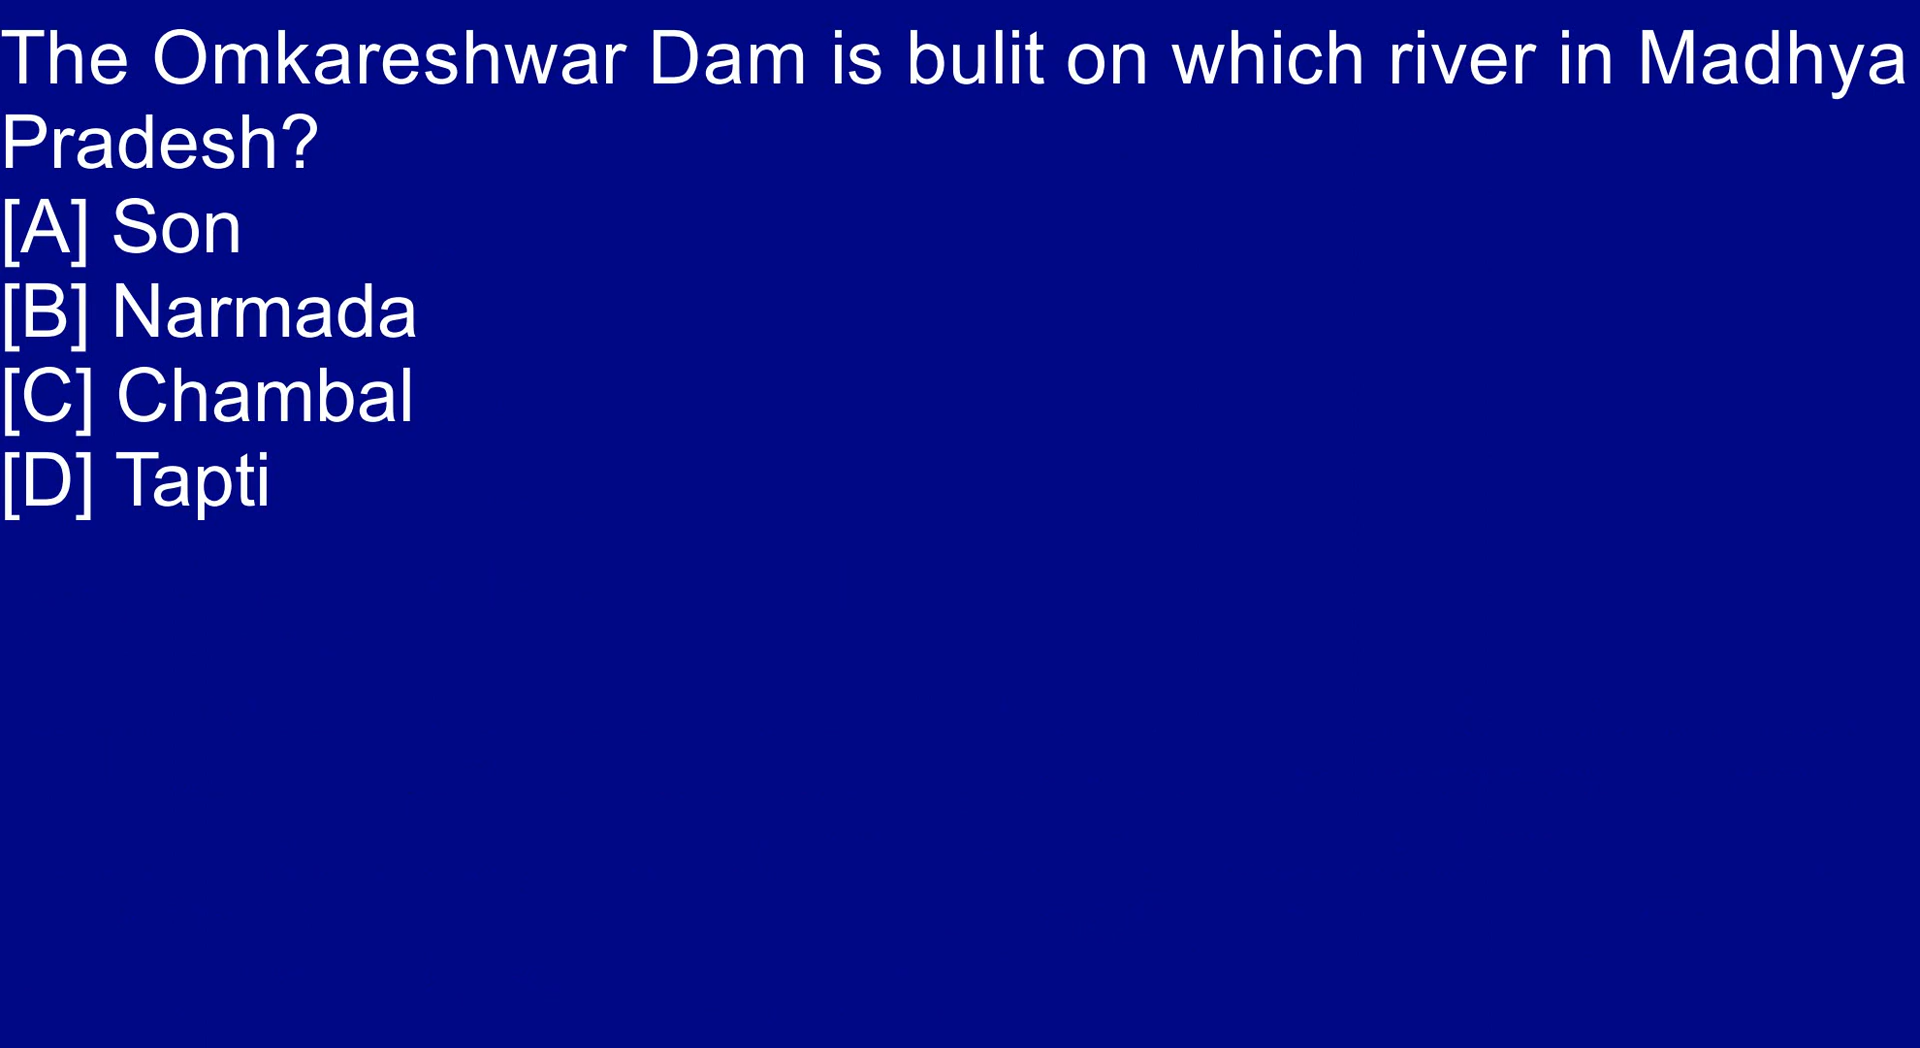 The Omkareshwar Dam is bulit on which river in Madhya
Pradesh?
[A] Son
[B] Narmada
[C] Chambal
[D] Tapti